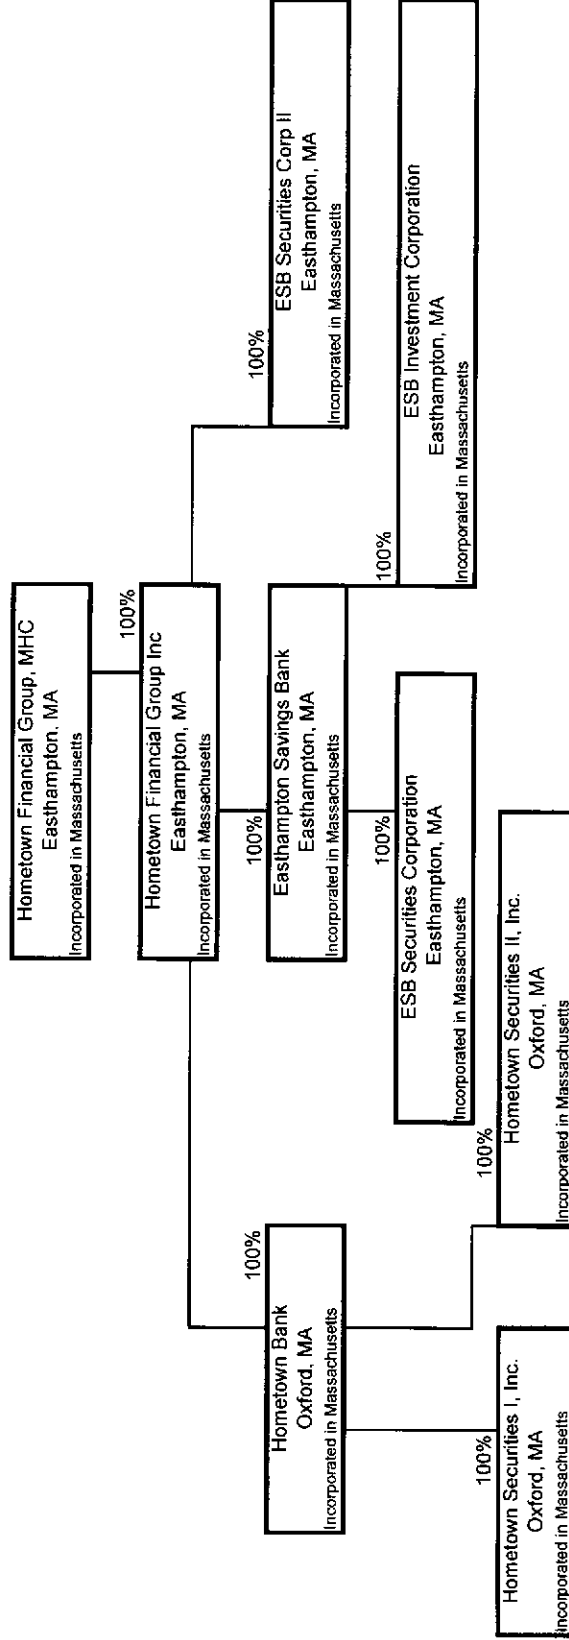 Hometown Financial Group, MHC
Easthampton, MA
Incorporated in Massachusetts
100%
Hometown Financial Group Inc
Easthampton, MA
Incorporated in Massachusetts
100%
Hometown Bank
Oxford, MA
Incorporated in Massachusetts
100%
Easthampton Savings Bank
Easthampton, MA
Incorporated in Massachusetts
100%
ESB Securities Corp II
Easthampton, MA
Incorporated in Massachusetts
100%
ESB Securities Corporation
Easthampton, MA
Incorporated in Massachusetts
100%
ESB Investment Corporation
Easthampton, MA
Incorporated in Massachusetts
100%
Hometown Securities I, Inc.
Oxford, MA
Incorporated in Massachusetts
100%
Hometown Securities II, Inc.
Oxford, MA
Incorporated in Massachusetts